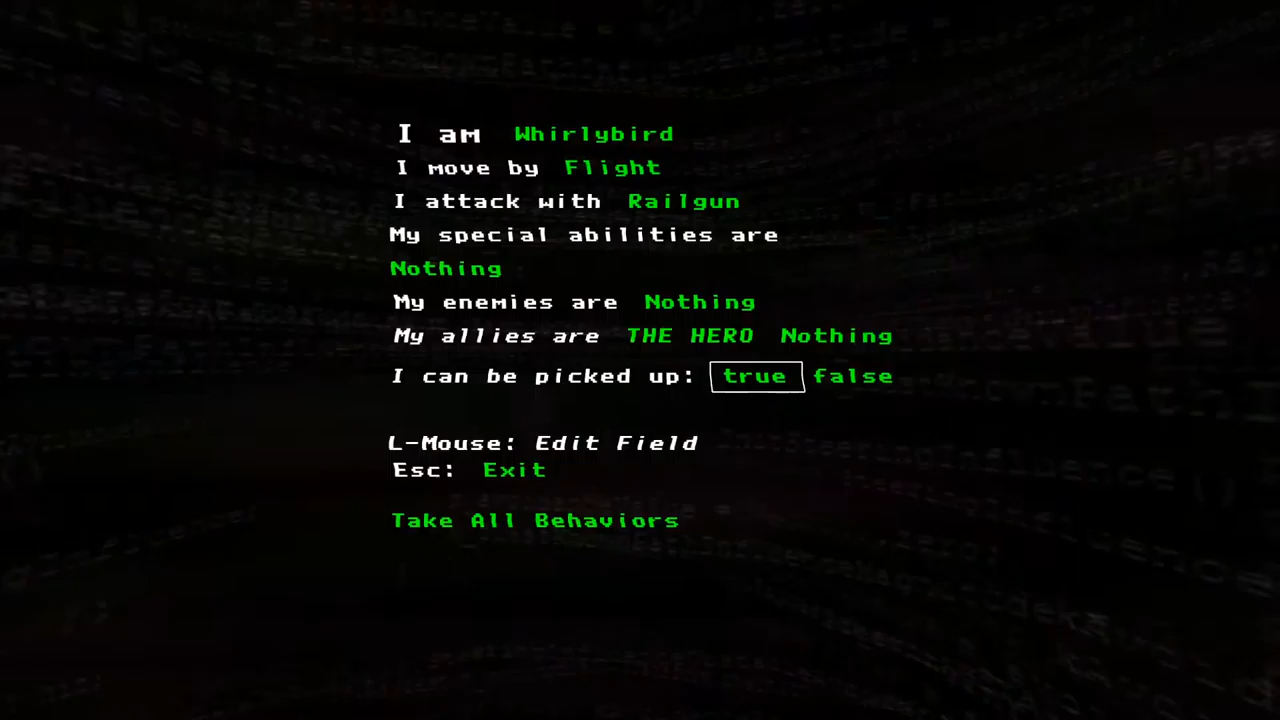 I am Whirlybird
I move by Flight
I attack with Railgun
My special abilities are
Nothing
My enemies are Nothing
My allies are THE HERO Nothing
I can be picked up: true false
L-Mouse: Edit Field
Esc: Exit
Take All Behaviors